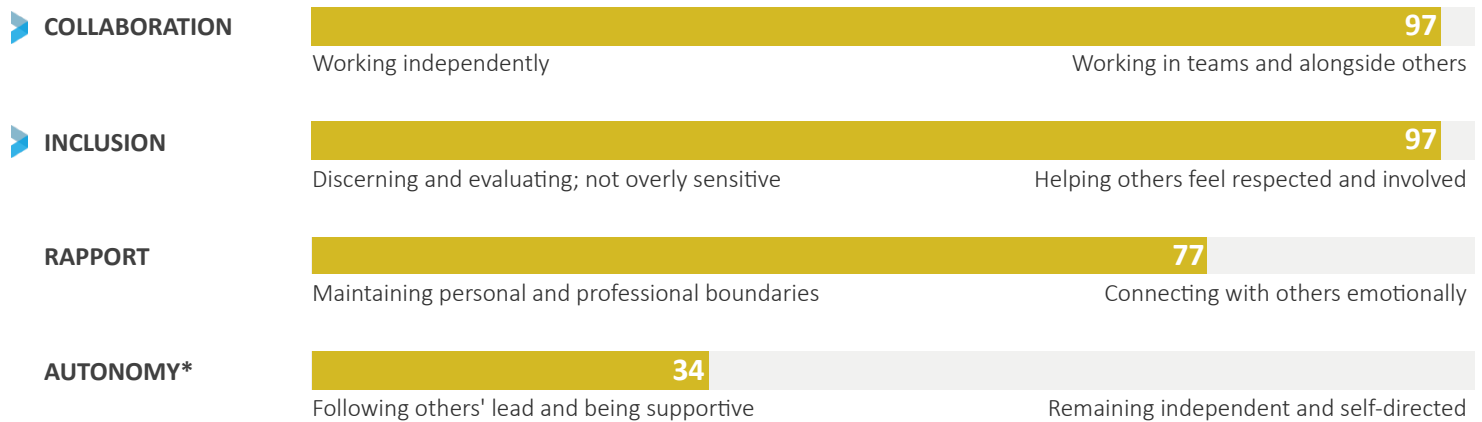 COLLABORATION
97
Working independently
Working in teams and alongside others
INCLUSION
97
Discerning and evaluating; not overly sensitive
Helping others feel respected and involved
RAPPORT
77
Maintaining personal and professional boundaries
Connecting with others emotionally
AUTONOMY*
34
Following others' lead and being supportive
Remaining independent and self-directed